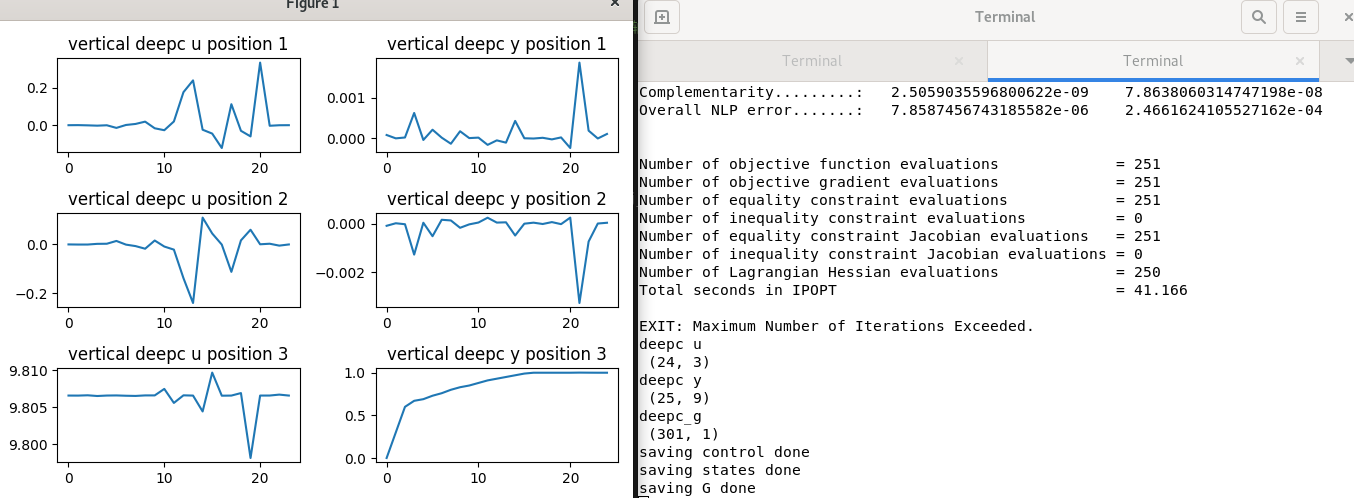 Figure 1
vertical deepc u position 1
0.2
0.0
0 10 20
vertical deepc y position 1
0.001
0.000
0 10 20
vertical deepc u position 2
0.0
−0.2
0 10 20
vertical deepc y position 2
0.000
−0.002
0 10 20
vertical deepc u position 3
9.810
9.805
9.800
0 10 20
vertical deepc y position 3
1.0
0.5
0.0
0 10 20
Terminal
Terminal Terminal
Complementarity.........: 2.5059035596800622e-09 7.8638060314747198e-08
Overall NLP error.......: 7.8587456743185582e-06 2.4661624105527162e-04
Number of objective function evaluations = 251
Number of objective gradient evaluations = 251
Number of equality constraint evaluations = 251
Number of inequality constraint evaluations = 0
Number of equality constraint Jacobian evaluations = 251
Number of inequality constraint Jacobian evaluations = 0
Number of Lagrangian Hessian evaluations = 250
Total seconds in IPOPT = 41.166
EXIT: Maximum Number of Iterations Exceeded.
deepc u
(24, 3)
deepc y
(25, 9)
deepc_g
(301, 1)
saving control done
saving states done
saving G done